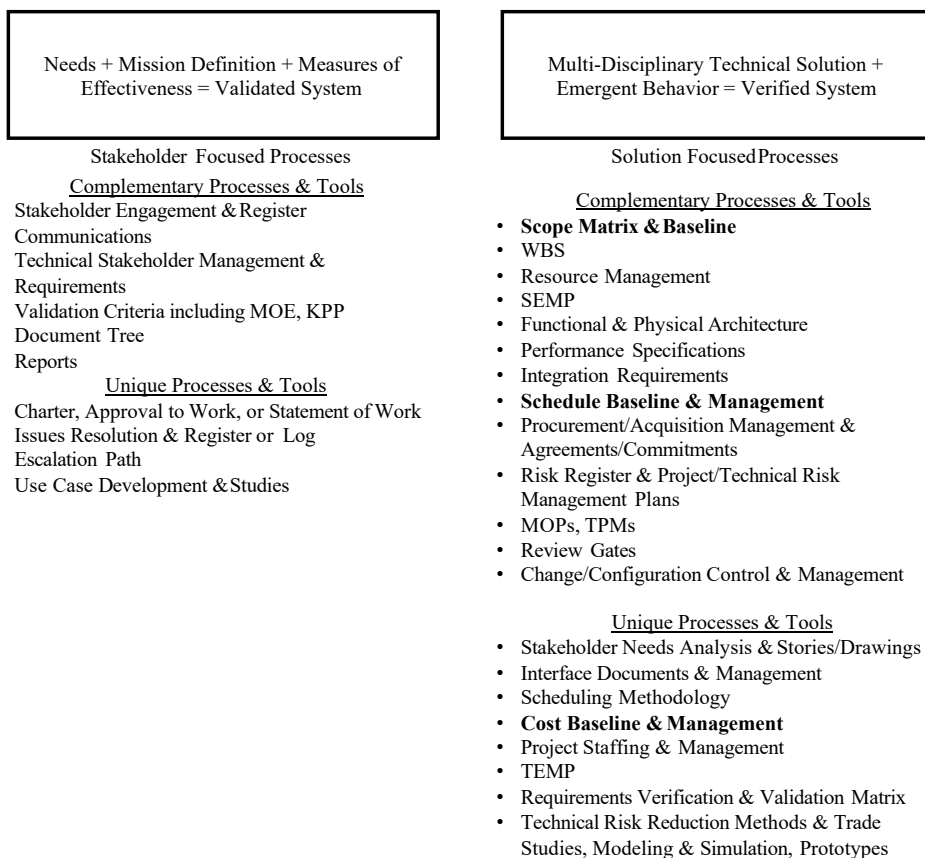 Needs + Mission Definition + Measures of
Effectiveness = Validated System
Stakeholder Focused Processes
Complementary Processes & Tools
Stakeholder Engagement & Register
Communications
Technical Stakeholder Management &
Requirements
Validation Criteria including MOE, KPP
Document Tree
Reports
Unique Processes & Tools
Charter, Approval to Work, or Statement of Work
Issues Resolution & Register or Log
Escalation Path
Use Case Development & Studies
Multi-Disciplinary Technical Solution +
Emergent Behavior = Verified System
Solution Focused Processes
Complementary Processes & Tools
• Scope Matrix & Baseline
• WBS
• Resource Management
• SEMP
• Functional & Physical Architecture
• Performance Specifications
• Integration Requirements
• Schedule Baseline & Management
• Procurement/Acquisition Management &
Agreements/Commitments
• Risk Register & Project/Technical Risk
Management Plans
• MOPs, TPMs
• Review Gates
• Change/Configuration Control & Management
Unique Processes & Tools
• Stakeholder Needs Analysis & Stories/Drawings
• Interface Documents & Management
• Scheduling Methodology
• Cost Baseline & Management
• Project Staffing & Management
• TEMP
• Requirements Verification & Validation Matrix
• Technical Risk Reduction Methods & Trade
Studies, Modeling & Simulation, Prototypes